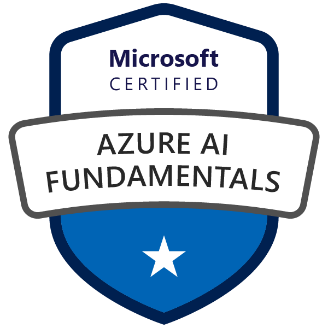 Microsoft
CERTIFIED
AZURE AI
FUNDAMENTALS